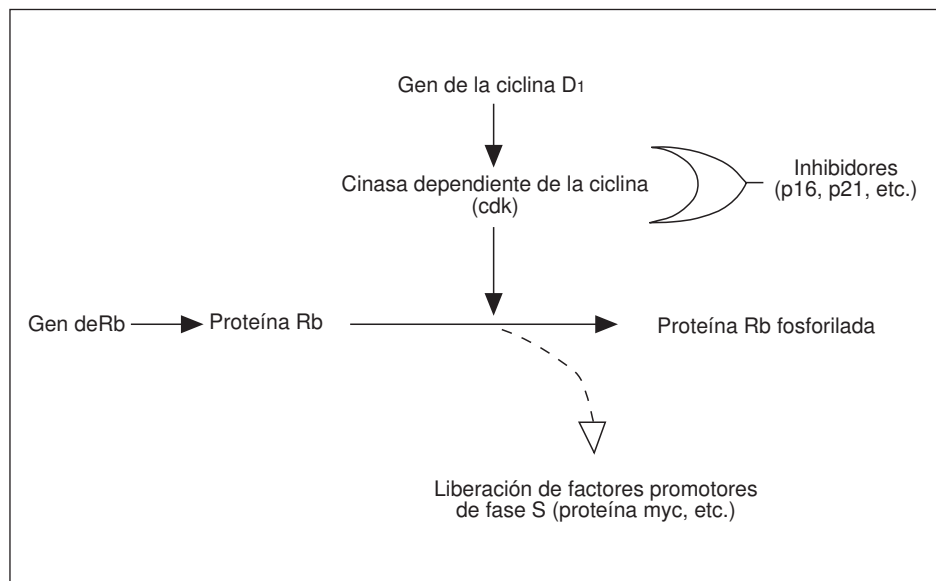 Gen de la ciclina D1
Cinasa dependiente de la ciclina
(cdk)
Inhibidores
(p16, p21, etc.)
Gen deRb
Proteína Rb
Proteína Rb fosforilada
Liberación de factores promotores
de fase S (proteína myc, etc.)